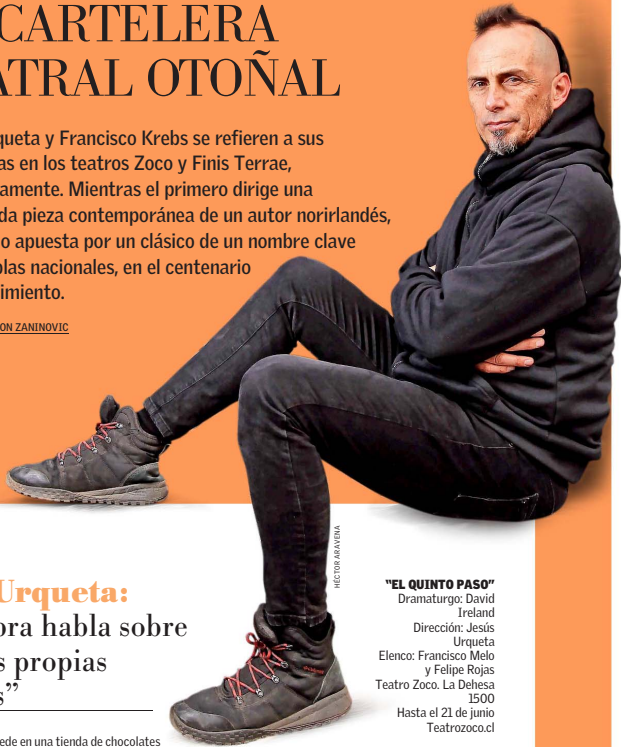 CARTELERA
ATRAL OTOÑAL
queta y Francisco Krebs se refieren a sus
as en los teatros Zoco y Finis Terrae,
amente. Mientras el primero dirige una
da pieza contemporánea de un autor norirlandés,
o apuesta por un clásico de un nombre clave
blas nacionales, en el centenario
imiento.
ON ZANINOVIC
HÉCTOR ARAVENA
Urqueta:
ora habla sobre
s propias
s”
ede en una tienda de chocolates
“EL QUINTO PASO”
Dramaturgo: David
Ireland
Dirección: Jesús
Urqueta
Elenco: Francisco Melo
y Felipe Rojas
Teatro Zoco. La Dehesa
1500
Hasta el 21 de junio
Teatrozoco.cl